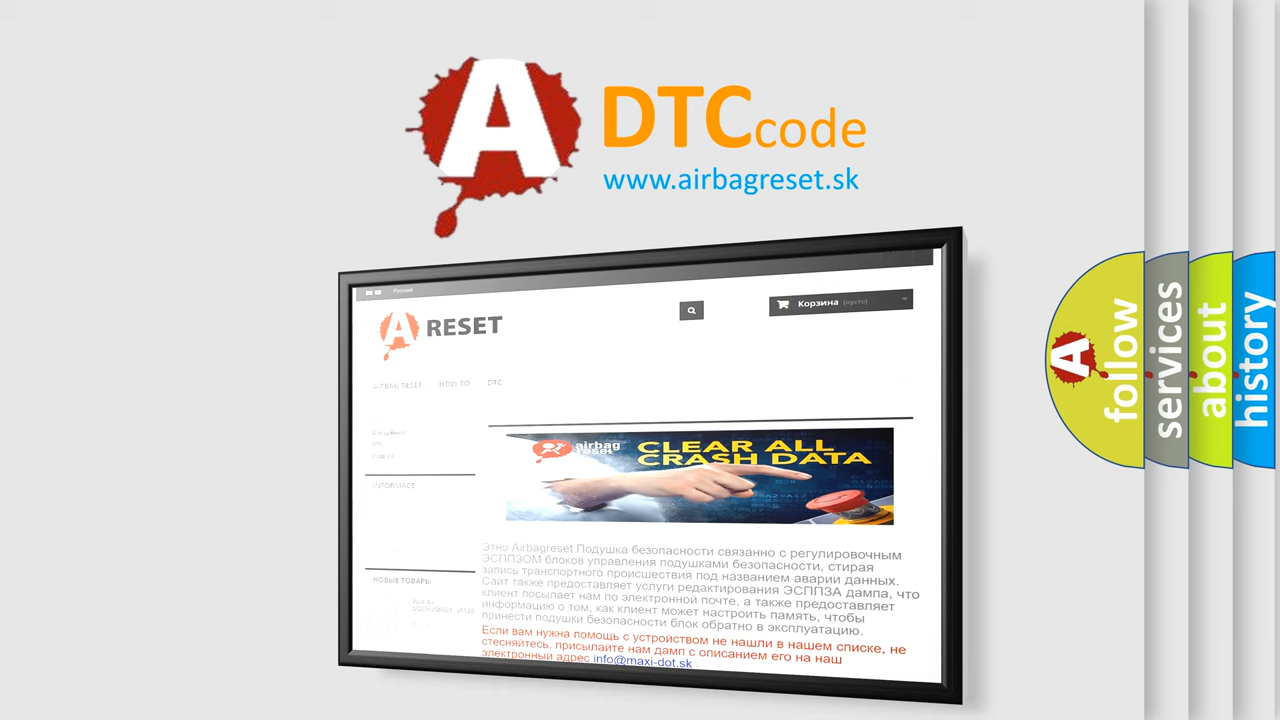 A
DTCcode
www.airbagreset.sk
Русский
A RESET
Корзина (пусто)
AIRBAG RESET HOW TO DTC
INFORMACE
НОВЫЕ ТОВАРЫ
airbag
reset
CLEAR ALL
CRASH DATA
Этно Airbagreset Подушка безопасности связанно с регулировочным
ЭСППЗОМ блоков управления подушками безопасности, стирая
запись транспортного происшествия под названием аварии данных.
Сайт также предоставляет услуги редактирования ЭСППЗА дампа, что
клиент посылает нам по электронной почте, а также предоставляет
информацию о том, как клиент может настроить память, чтобы
принести подушки безопасности блок обратно в эксплуатацию.
Если вам нужна помощь с устройством не нашли в нашем списке, не
стесняйтесь, присылайте нам дамп с описанием его на наш
электронный адрес info@maxi-dot.sk
A
follow
services
about
history